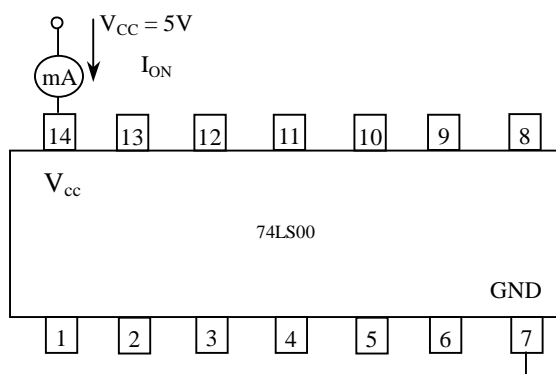 V_CC = 5V
mA
I_ON
14 13 12 11 10 9 8
V_cc
74LS00
GND
1 2 3 4 5 6 7